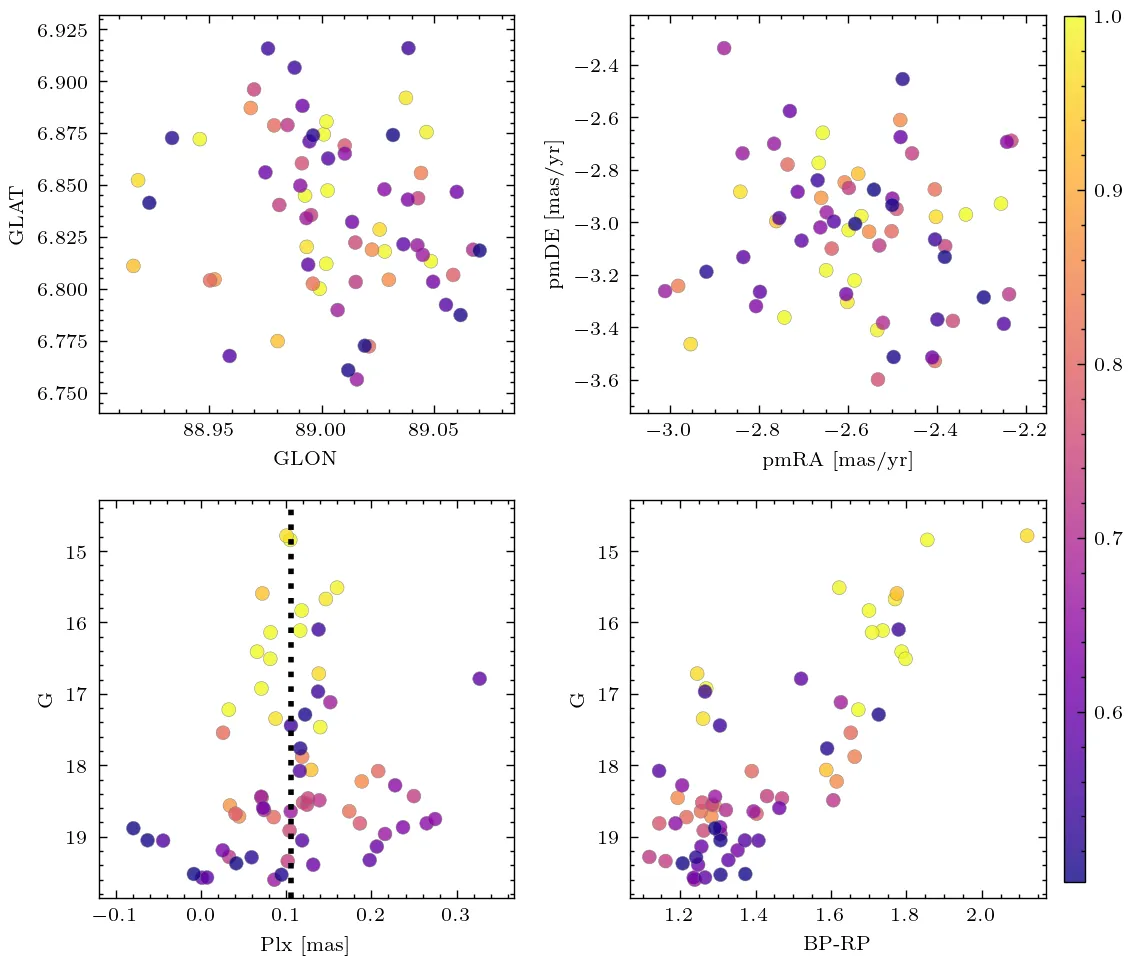 6.925
6.900
6.875
6.850
6.825
6.800
6.775
6.750
GLAT
88.95 89.00 89.05
GLON
−2.4
−2.6
−2.8
−3.0
−3.2
−3.4
−3.6
pmDE [mas/yr]
−3.0 −2.8 −2.6 −2.4 −2.2
pmRA [mas/yr]
1.0
0.9
0.8
0.7
0.6
15
16
17
18
19
G
−0.1 0.0 0.1 0.2 0.3
Plx [mas]
15
16
17
18
19
G
1.2 1.4 1.6 1.8 2.0
BP-RP